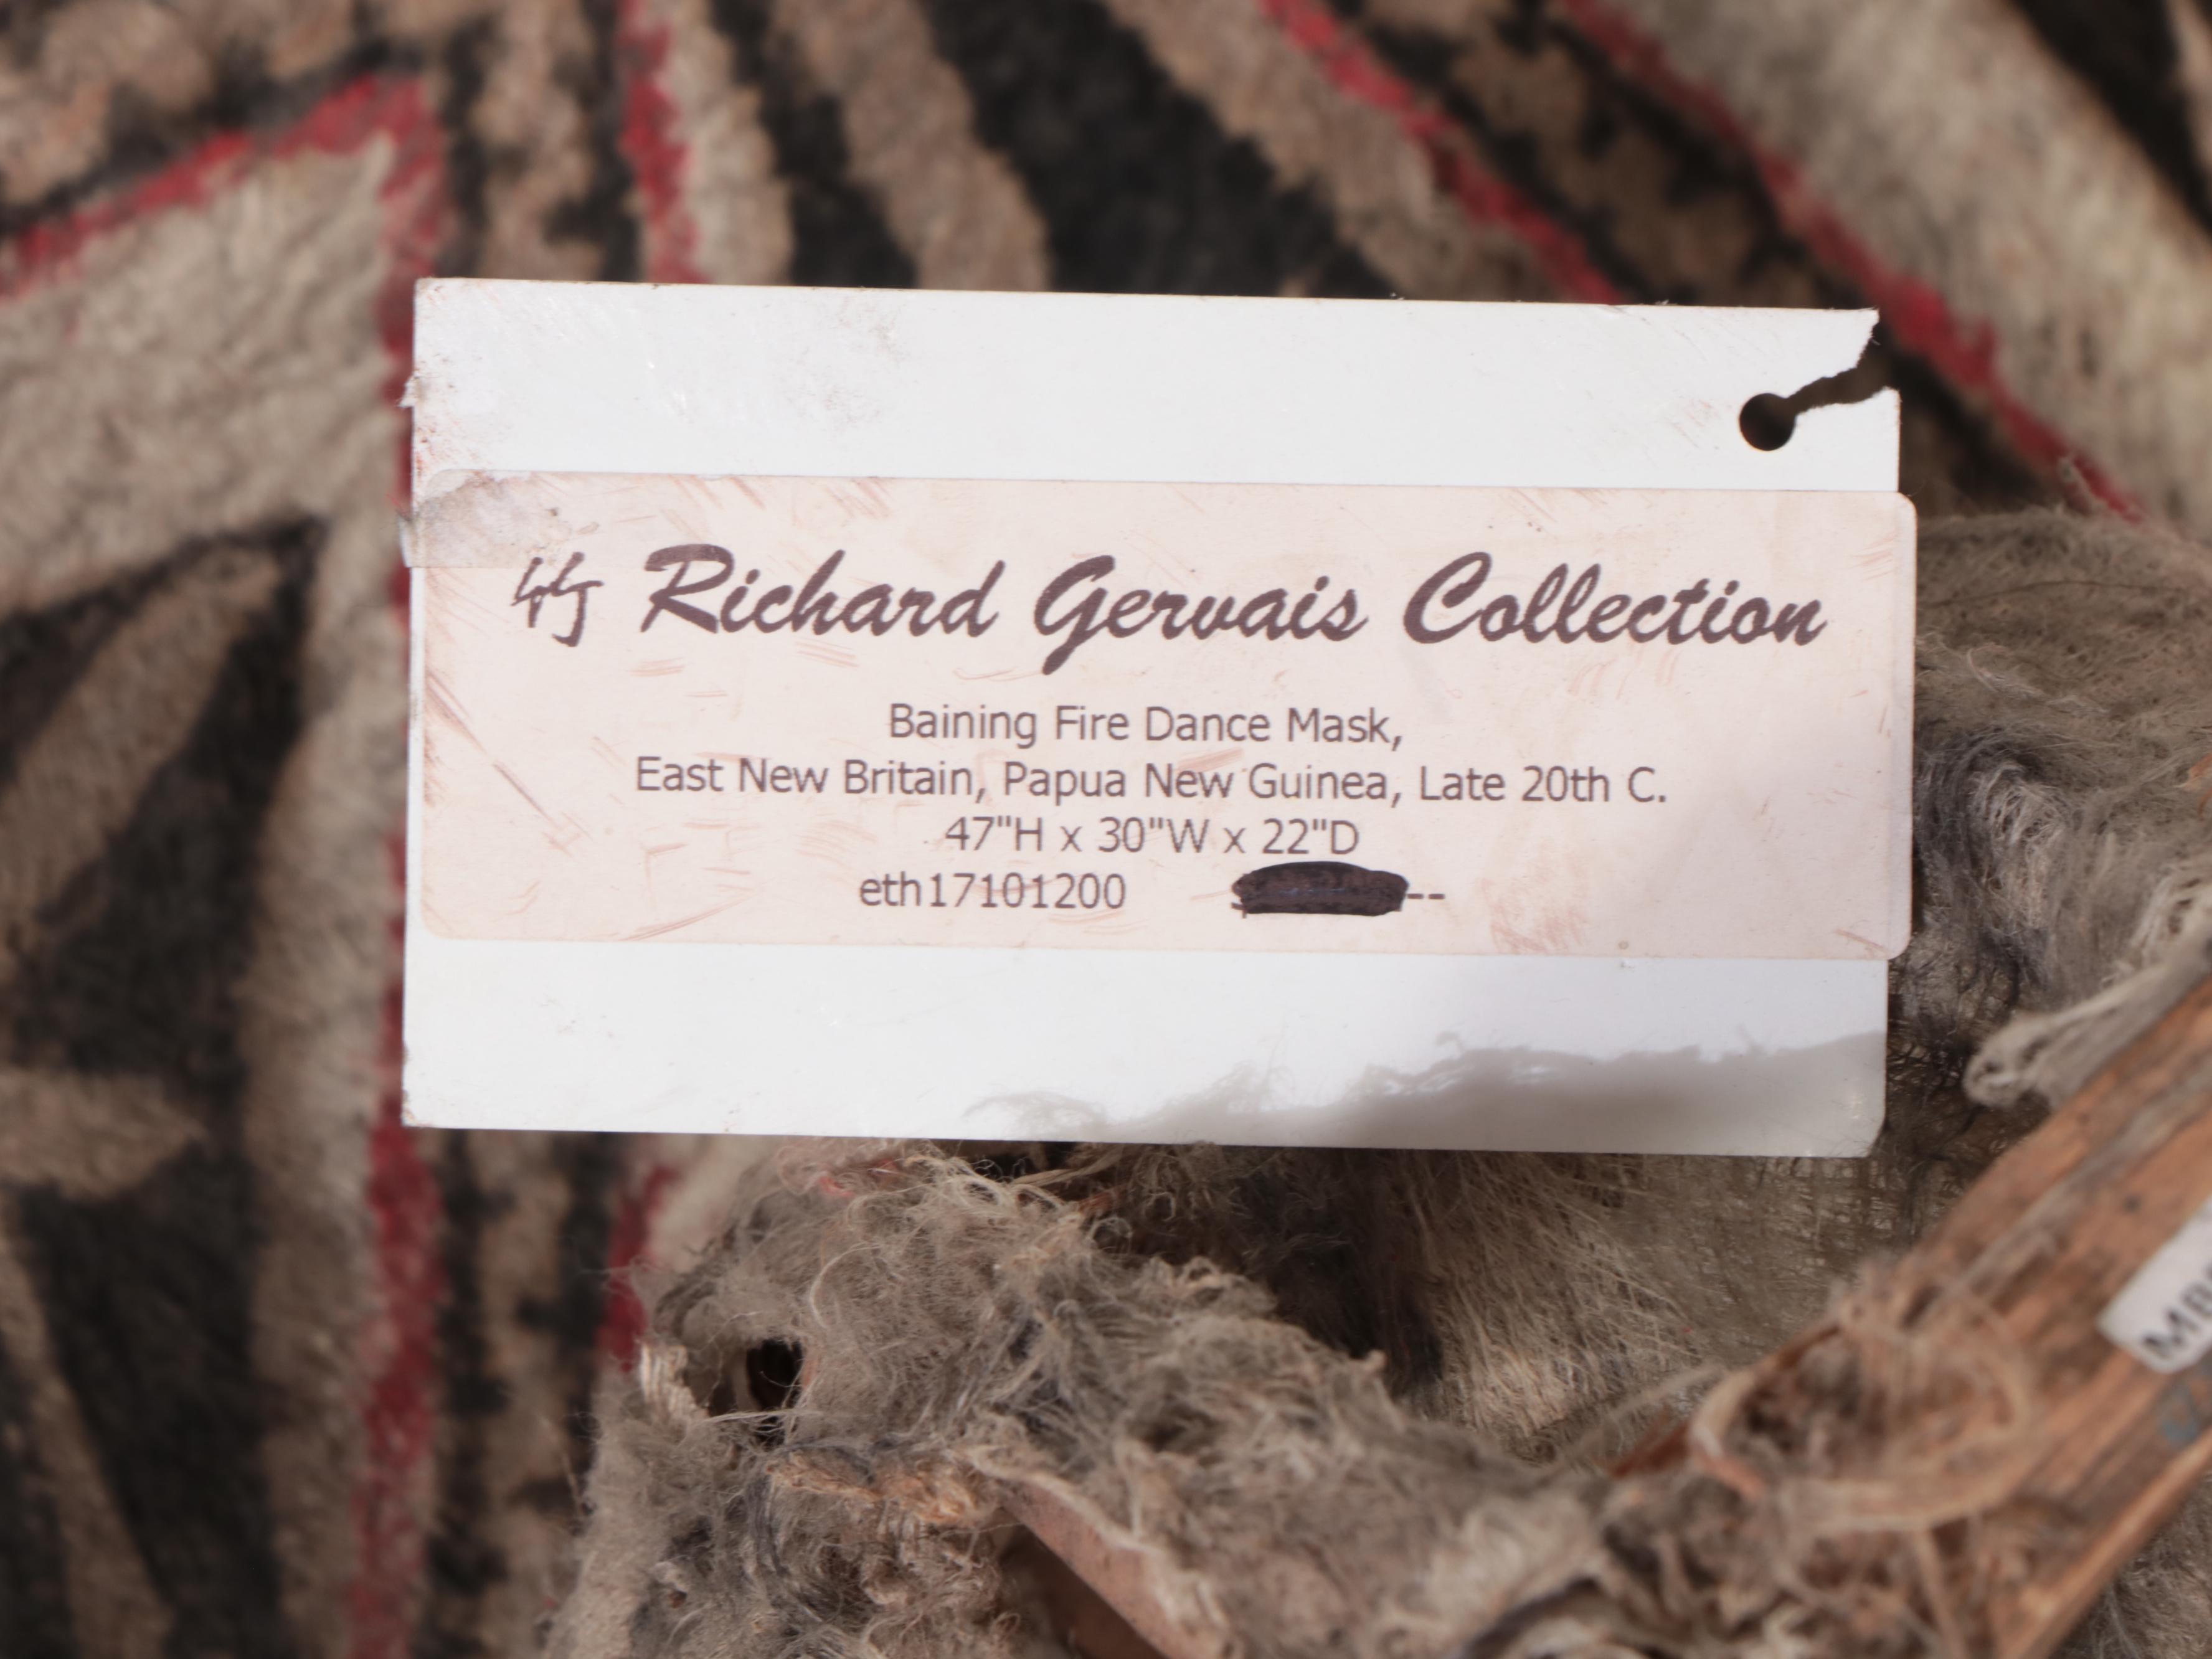 Richard Gervais Collection
Baining Fire Dance Mask,
East New Britain, Papua New Guinea, Late 20th C.
47"H x 30"W x 22"D
eth17101200 --